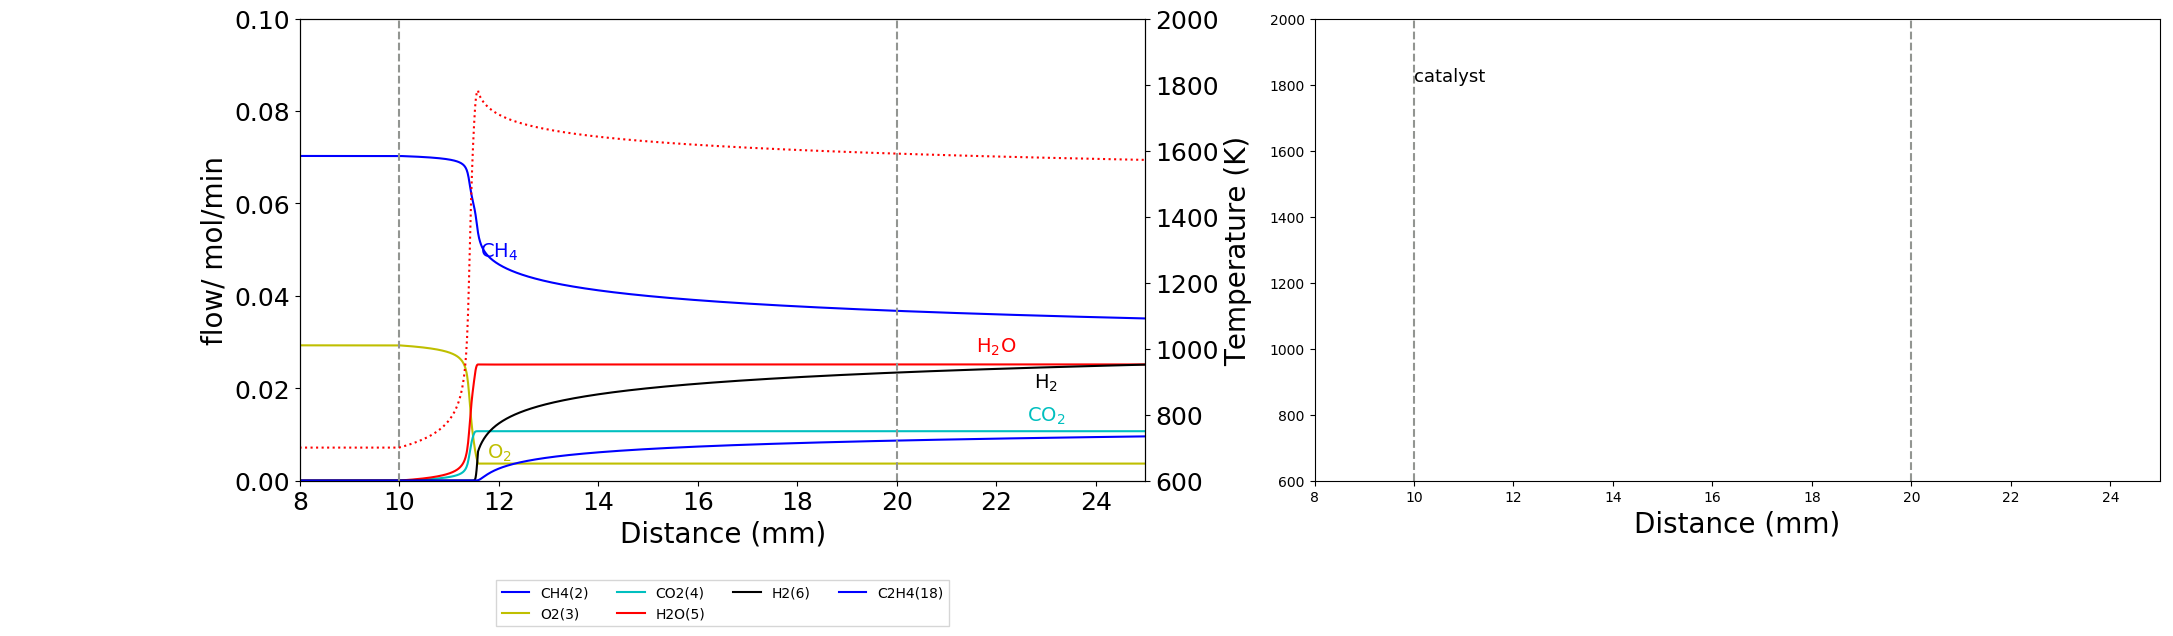 0.10
0.08
0.06
0.04
0.02
0.00
flow/ mol/min
8 10 12 14 16 18 20 22 24
Distance (mm)
2000
1800
1600
1400
1200
1000
800
600
Temperature (K)
CH₄
H₂O
H₂
CO₂
O₂
CH4(2) CO2(4) H2(6) C2H4(18)
O2(3) H2O(5)
2000
1800
1600
1400
1200
1000
800
600
catalyst
8 10 12 14 16 18 20 22 24
Distance (mm)